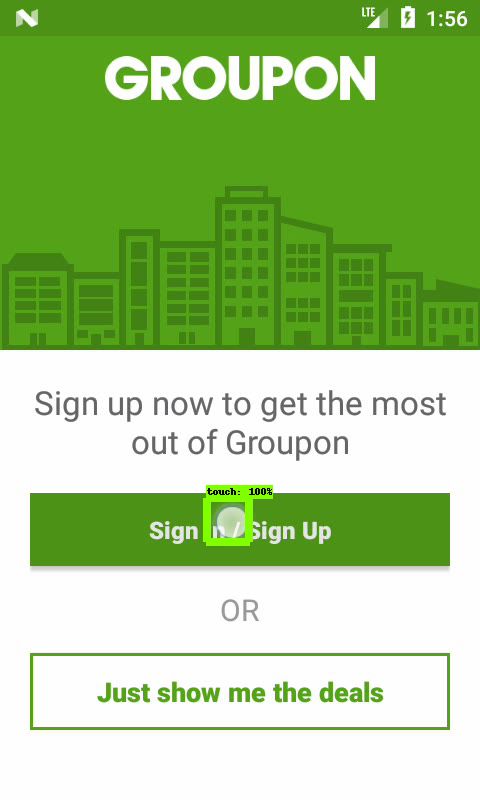 LTE 1:56
GROUPON
Sign up now to get the most
out of Groupon
touch: 100%
Sign In / Sign Up
OR
Just show me the deals